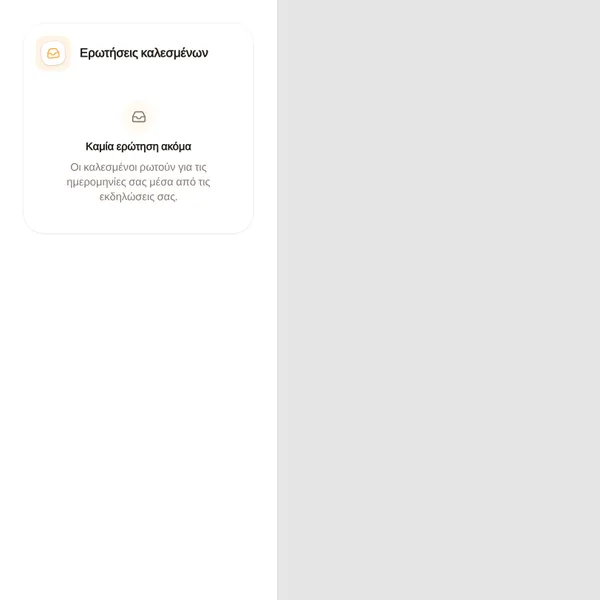 Ερωτήσεις καλεσμένων
Καμία ερώτηση ακόμα
Οι καλεσμένοι ρωτούν για τις
ημερομηνίες σας μέσα από τις
εκδηλώσεις σας.